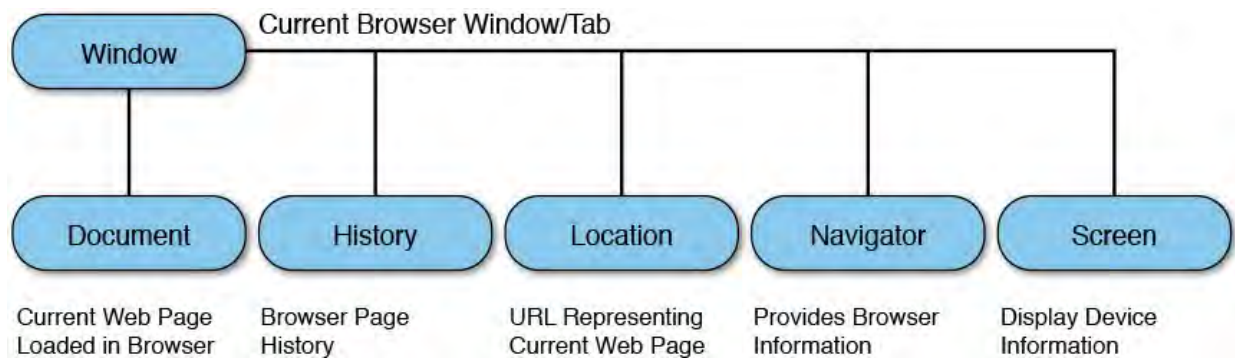 Current Browser Window/Tab
Window
Document
History
Location
Navigator
Screen
Current Web Page
Loaded in Browser
Browser Page
History
URL Representing
Current Web Page
Provides Browser
Information
Display Device
Information